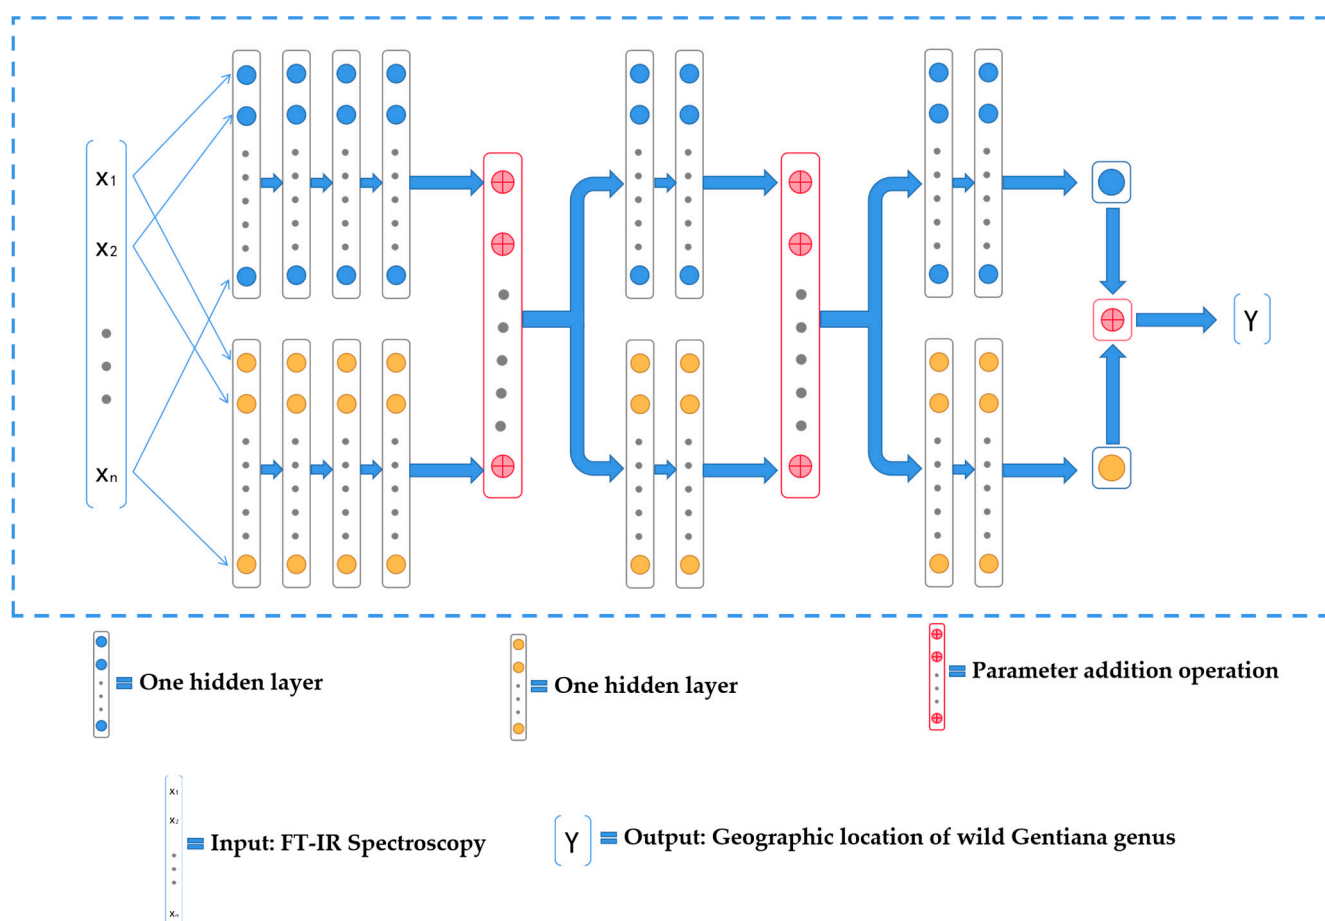 x1
x2
xn
Y
= One hidden layer
= One hidden layer
= Parameter addition operation
x1
x2
xn
= Input: FT-IR Spectroscopy
Y
= Output: Geographic location of wild Gentiana genus